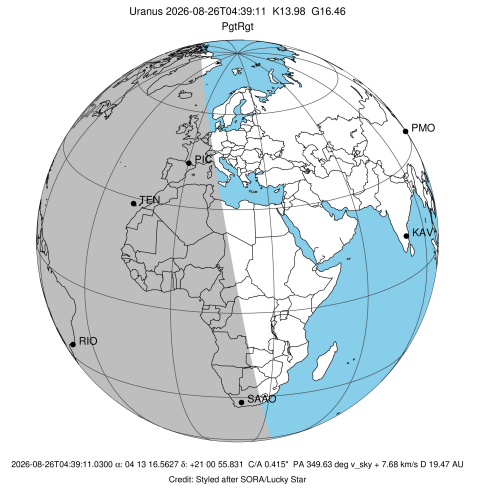 Uranus 2026-08-26T04:39:11 K13.98 G16.46
PgtRgt
PMO
PIC
TEN
KAV
RIO
SAAO
2026-08-26T04:39:11.0300 α: 04 13 16.5627 δ: +21 00 55.831 C/A 0.415" PA 349.63 deg v_sky + 7.68 km/s D 19.47 AU
Credit: Styled after SORA/Lucky Star